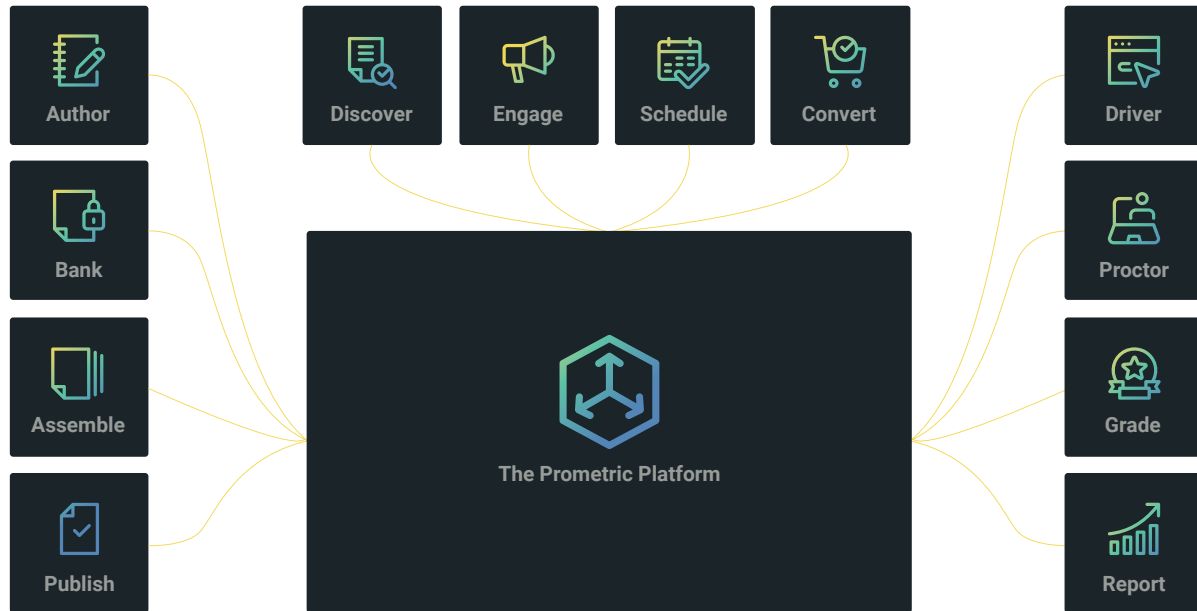 Author
Discover
Engage
Schedule
Convert
Driver
Bank
Proctor
Assemble
Grade
The Prometric Platform
Publish
Report